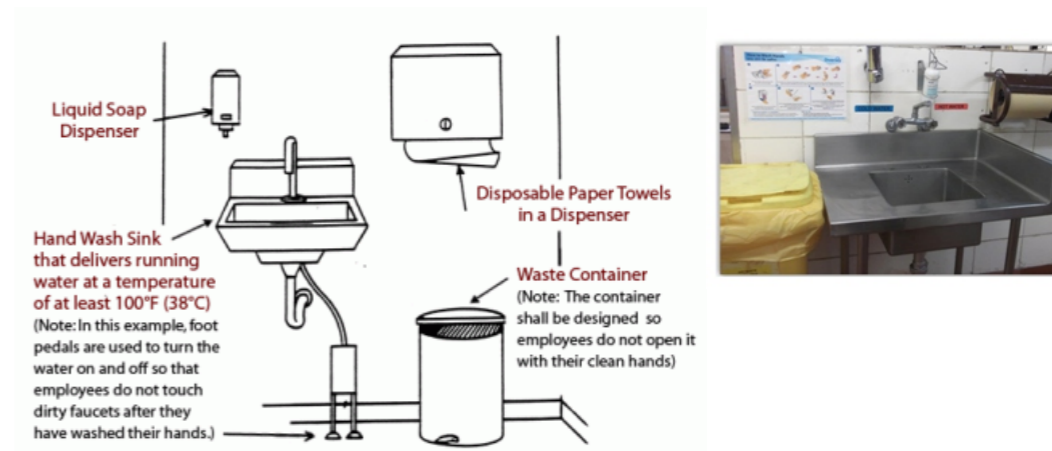 Liquid Soap
Dispenser
Disposable Paper Towels
in a Dispenser
Hand Wash Sink
that delivers running
water at a temperature
of at least 100°F (38°C)
(Note: In this example, foot
pedals are used to turn the
water on and off so that
employees do not touch
dirty faucets after they
have washed their hands.)
Waste Container
(Note: The container
shall be designed so
employees do not open it
with their clean hands)